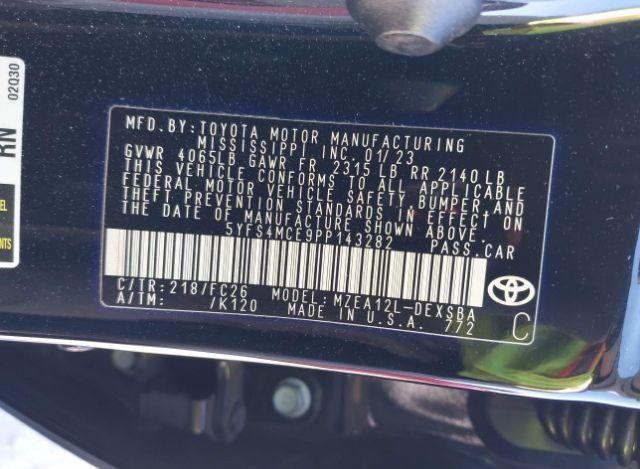 02Q30
RN
MFD.BY:TOYOTA MOTOR MANUFACTURING
MISSISSIPPI INC. 01/23
GVWR 4065LB GAWR FR 2315 LB RR 2140 LB
THIS VEHICLE CONFORMS TO ALL APPLICABLE
FEDERAL MOTOR VEHICLE SAFETY, BUMPER, AND
THEFT PREVENTION STANDARDS IN EFFECT ON
THE DATE OF MANUFACTURE SHOWN ABOVE.
5YFS4MCE9PP143282 PASS.CAR
C/TR:218/FC26 MODEL:MZEA12L-DEXSBA
A/TM: /K120 MADE IN U.S.A. 772
C